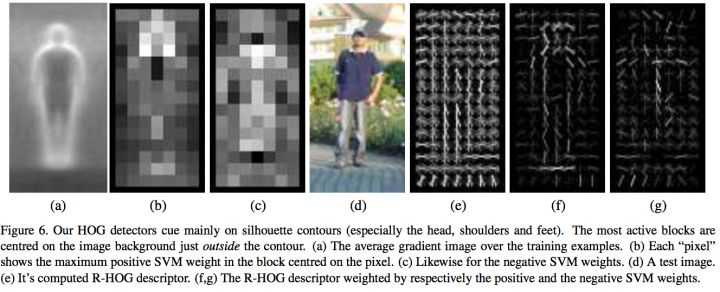 (a) (b) (c) (d) (e) (f) (g)
Figure 6. Our HOG detectors cue mainly on silhouette contours (especially the head, shoulders and feet). The most active blocks are
centred on the image background just outside the contour. (a) The average gradient image over the training examples. (b) Each “pixel”
shows the maximum positive SVM weight in the block centred on the pixel. (c) Likewise for the negative SVM weights. (d) A test image.
(e) It’s computed R-HOG descriptor. (f,g) The R-HOG descriptor weighted by respectively the positive and the negative SVM weights.